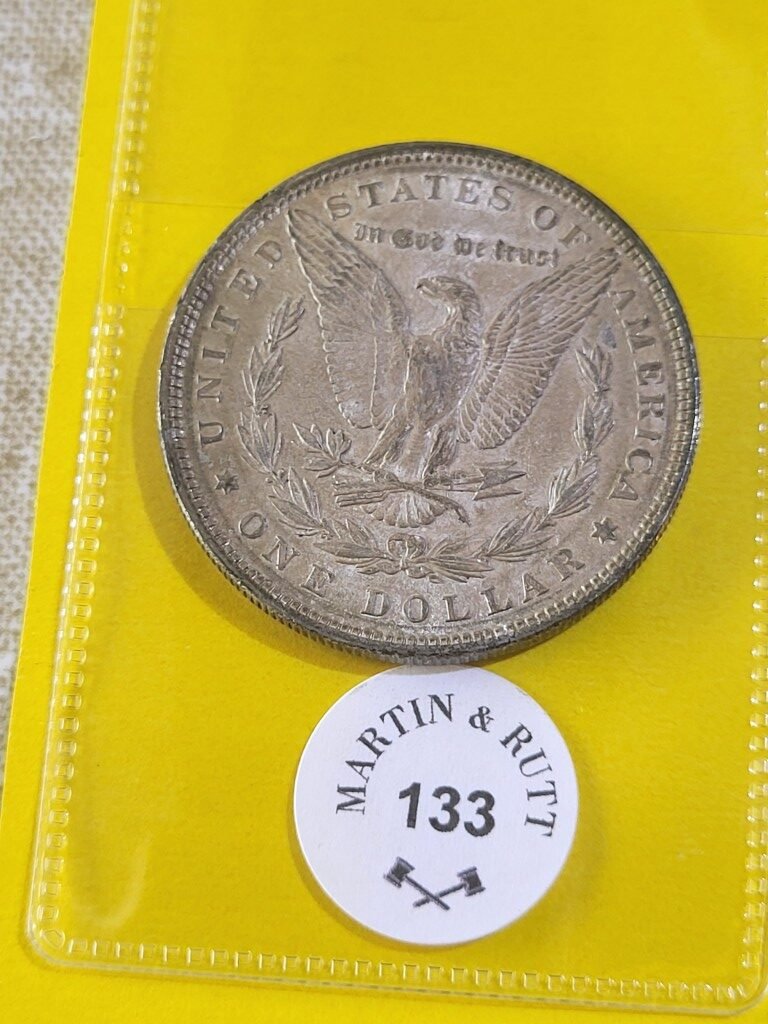 UNITED STATES OF AMERICA
In God we trust
★ ONE DOLLAR ★
MARTIN & RUTT
133